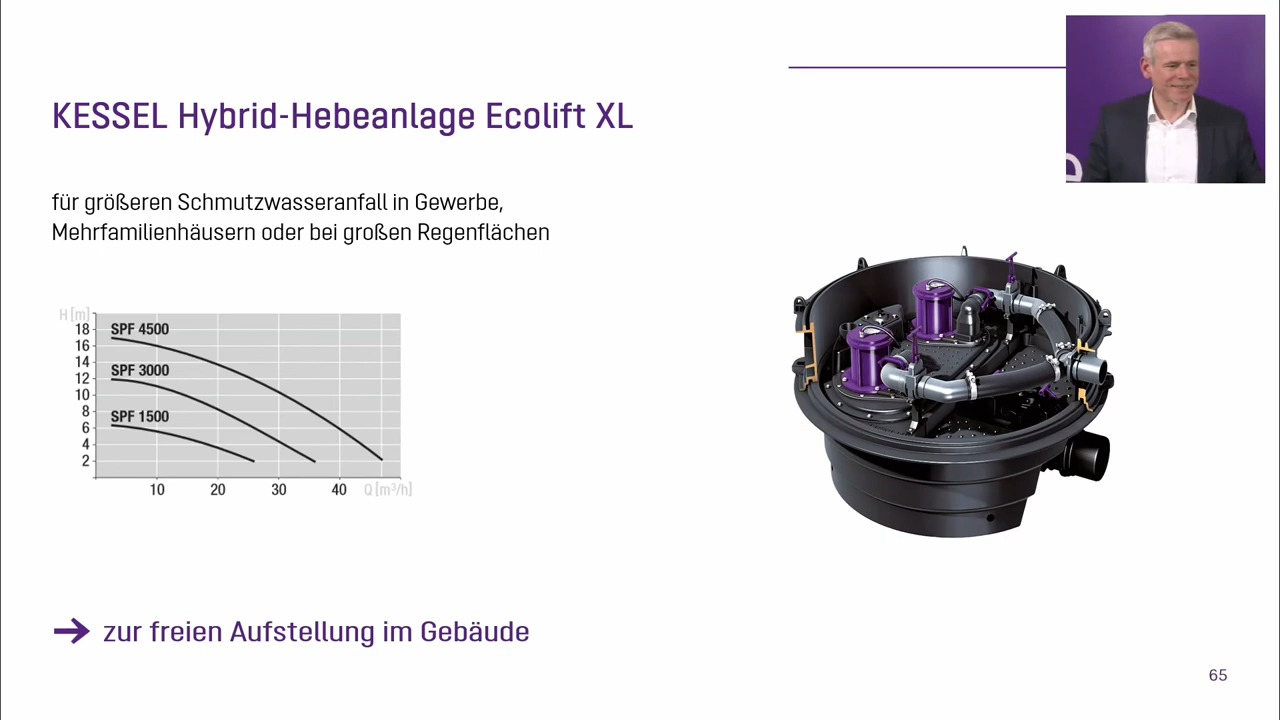 KESSEL Hybrid-Hebeanlage Ecolift XL
für größeren Schmutzwasseranfall in Gewerbe,
Mehrfamilienhäusern oder bei großen Regenflächen
H [m]
18
16
14
12
10
8
6
4
2
SPF 4500
SPF 3000
SPF 1500
10 20 30 40 Q [m³/h]
→ zur freien Aufstellung im Gebäude
65